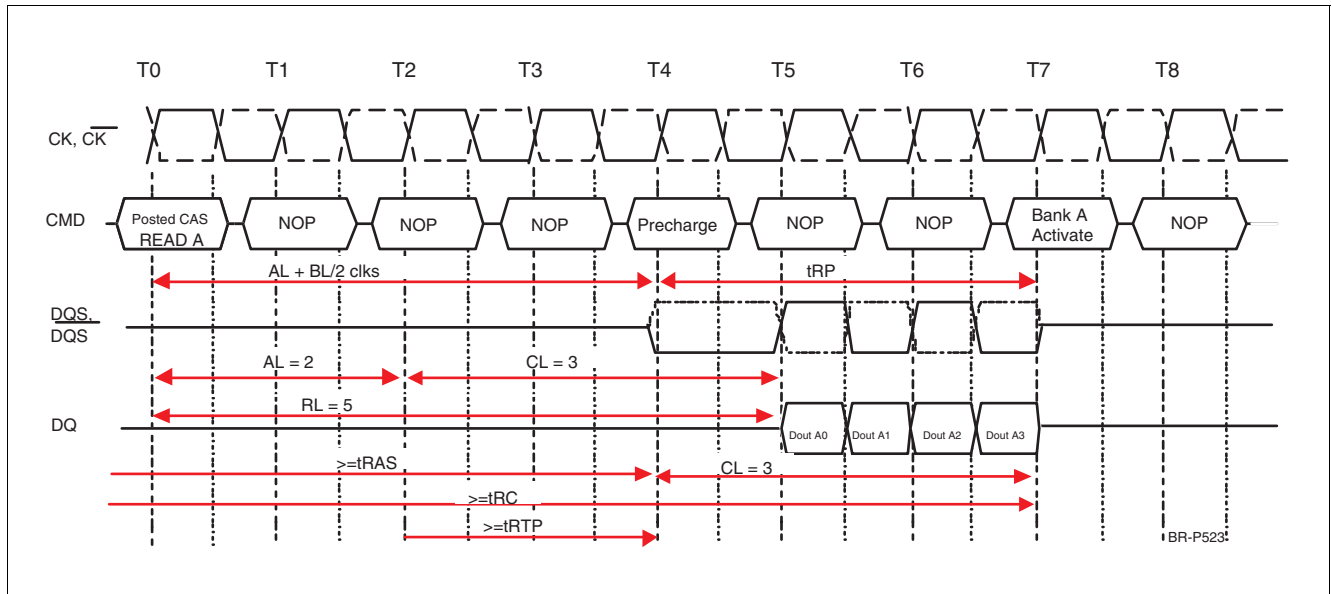 T0 T1 T2 T3 T4 T5 T6 T7 T8
CK, CK
CMD
Posted CAS
READ A
NOP
NOP
NOP
Precharge
NOP
NOP
Bank A
Activate
NOP
AL + BL/2 clks
tRP
DQS,
DQS
AL = 2
CL = 3
RL = 5
DQ
Dout A0
Dout A1
Dout A2
Dout A3
>=tRAS
CL = 3
>=tRC
>=tRTP
BR-P523